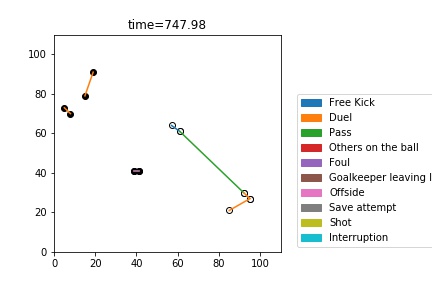 time=747.98
100
80
60
40
20
0
0 20 40 60 80 100
Free Kick
Duel
Pass
Others on the ball
Foul
Goalkeeper leaving l
Offside
Save attempt
Shot
Interruption